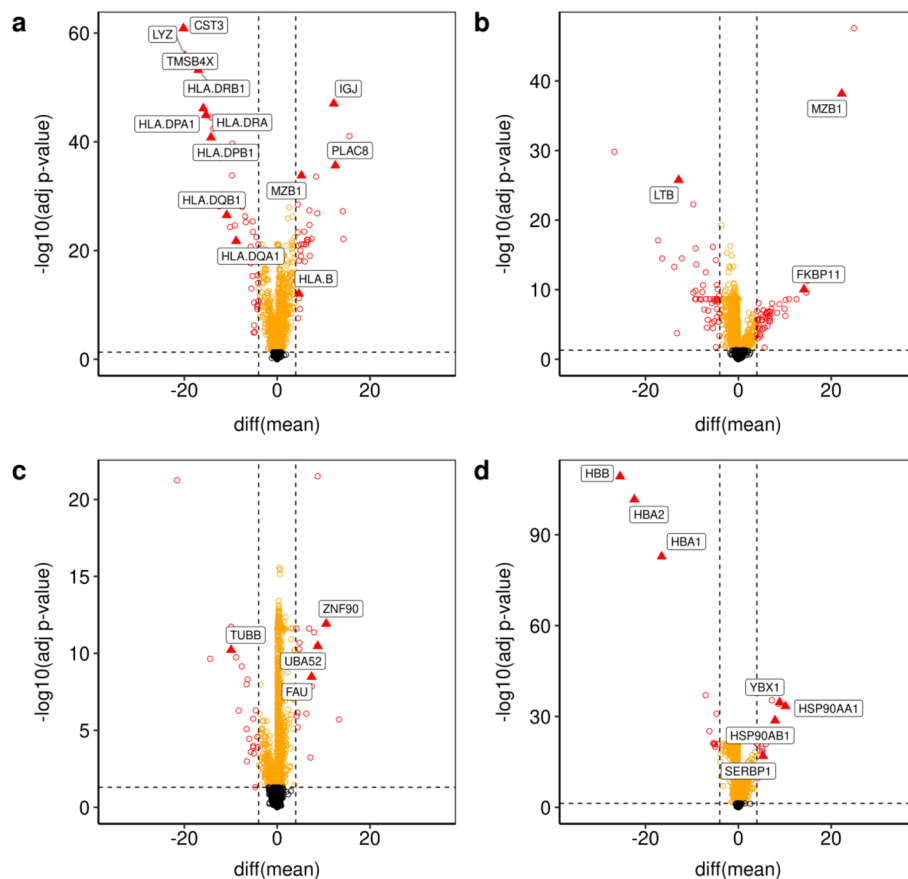 a
60
40
20
0
-log10(adj p-value)
CST3
LYZ
TMSB4X
HLA.DRB1
IGJ
HLA.DPA1
HLA.DRA
HLA.DPB1
PLAC8
MZB1
HLA.DQB1
HLA.DQA1
HLA.B
-20
0
20
diff(mean)
b
40
30
20
10
0
-log10(adj p-value)
MZB1
LTB
FKBP11
-20
0
20
diff(mean)
c
20
15
10
5
0
-log10(adj p-value)
ZNF90
TUBB
UBA52
FAU
-20
0
20
diff(mean)
d
90
60
30
0
-log10(adj p-value)
HBB
HBA2
HBA1
YBX1
HSP90AA1
HSP90AB1
SERBP1
-20
0
20
diff(mean)